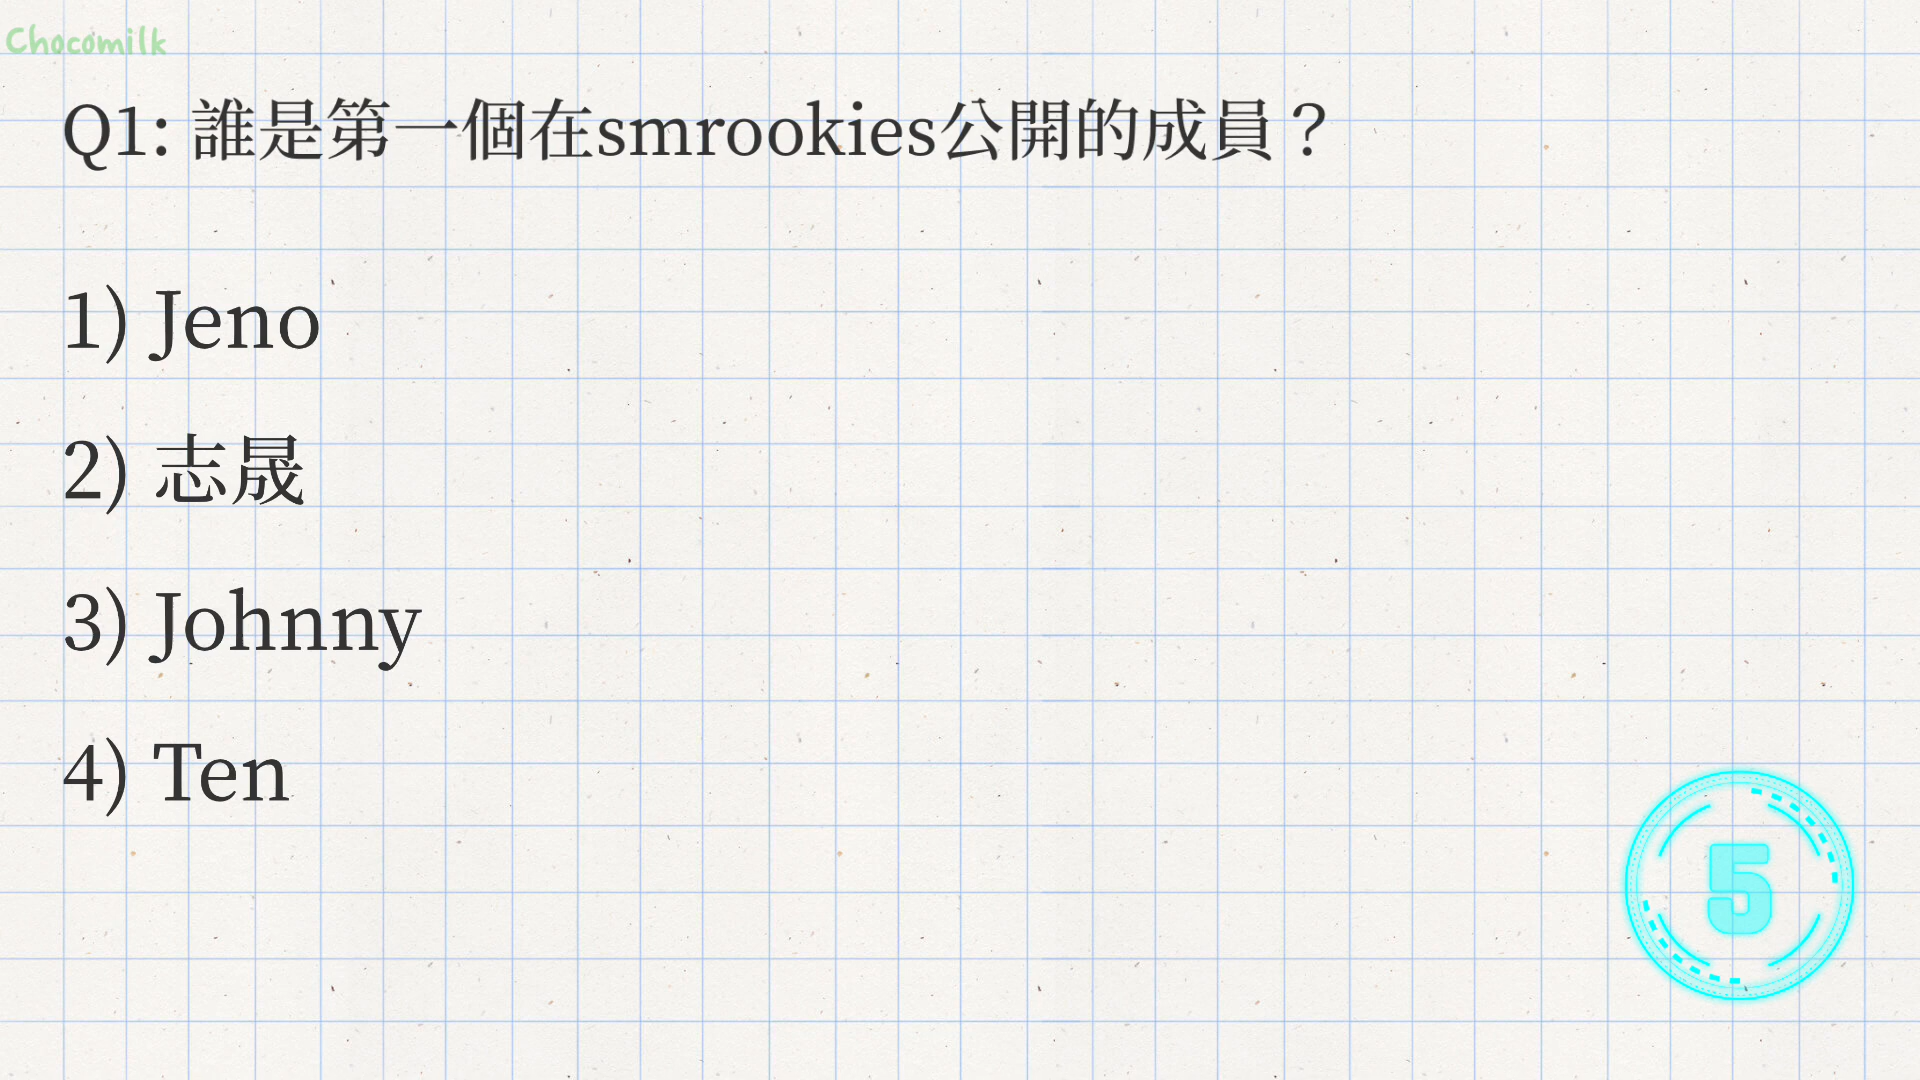 Chocomilk
Q1: 誰是第一個在smrookies公開的成員？
1) Jeno
2) 志晟
3) Johnny
4) Ten
5